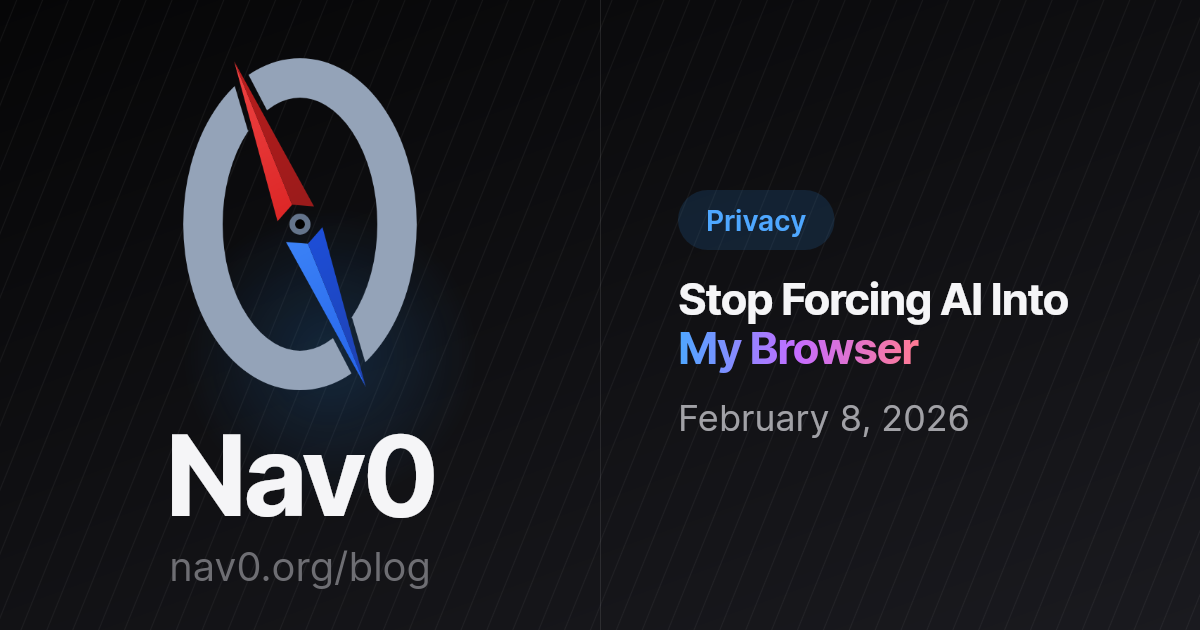 Nav0
nav0.org/blog
Privacy
Stop Forcing AI Into
My Browser
February 8, 2026